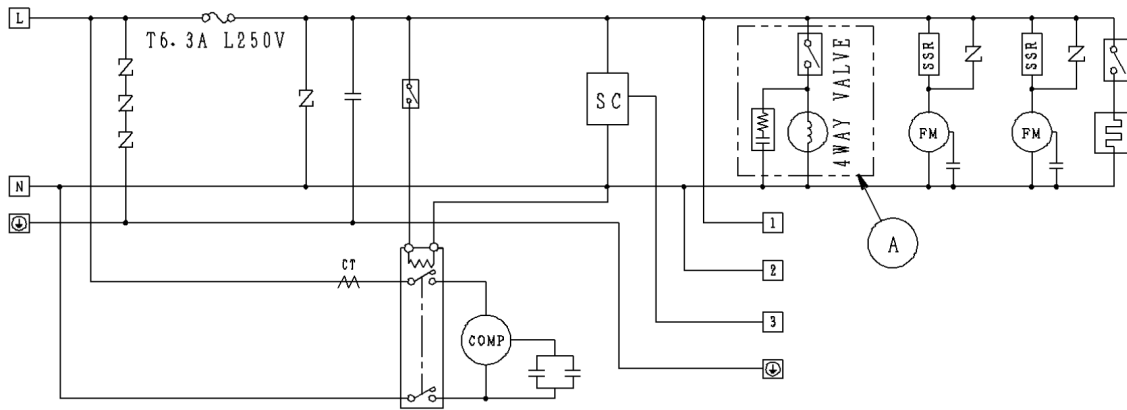 L
T6.3A L250V
SC
4WAY VALVE
SSR
SSR
FM
FM
N
1
A
2
CT
3
COMP